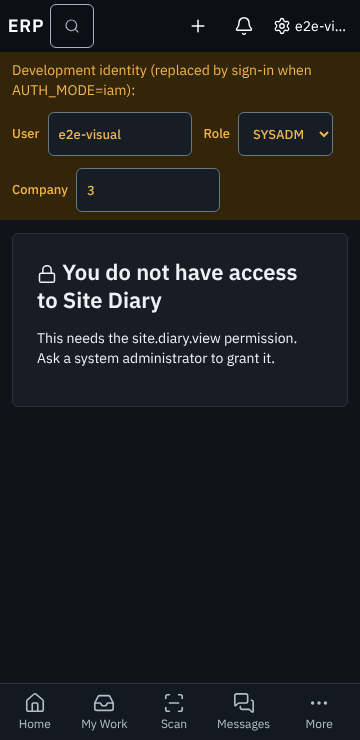 ERP
e2e-vi...
Development identity (replaced by sign-in when
AUTH_MODE=iam):
User e2e-visual Role SYSADM
Company 3
You do not have access
to Site Diary
This needs the site.diary.view permission.
Ask a system administrator to grant it.
Home My Work Scan Messages More